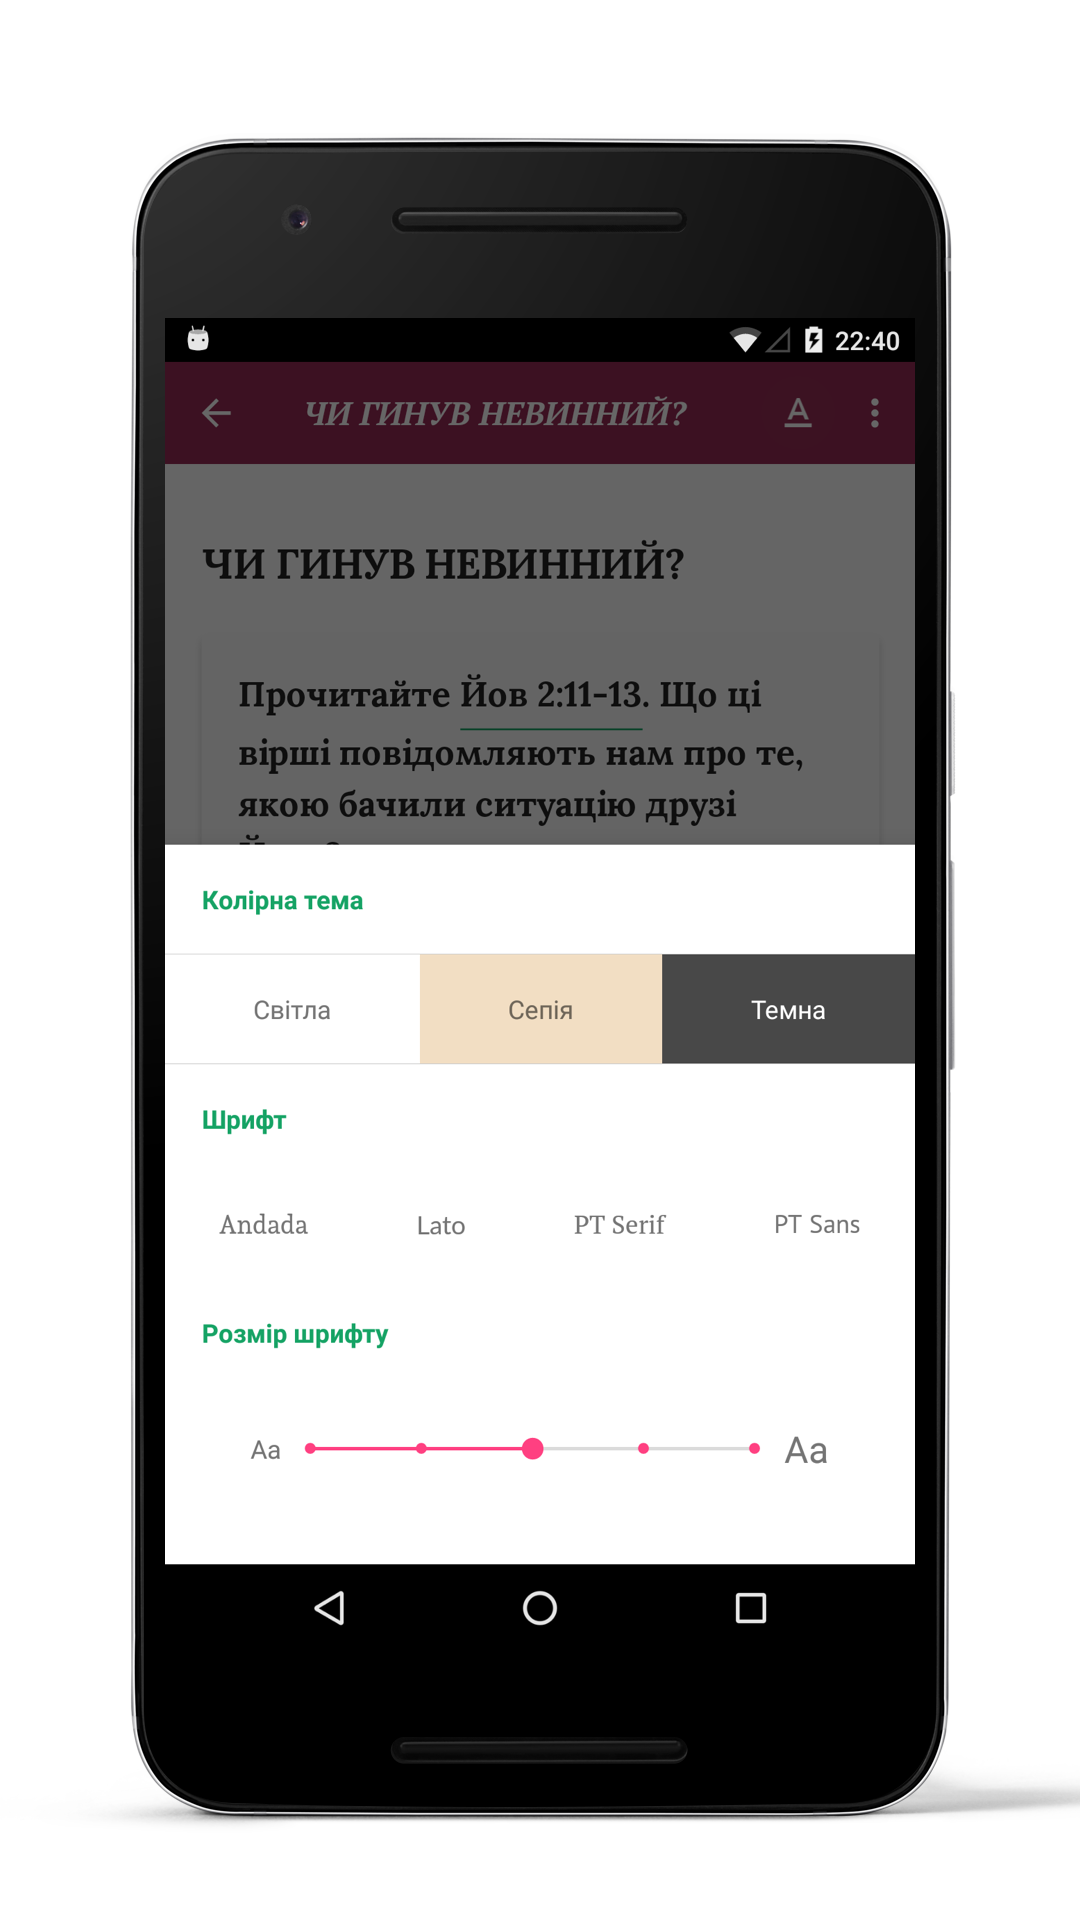 22:40
ЧИ ГИНУВ НЕВИННИЙ?
A
ЧИ ГИНУВ НЕВИННИЙ?
Прочитайте Йов 2:11-13. Що ці
вірші повідомляють нам про те,
якою бачили ситуацію друзі
Колірна тема
Світла Сепія Темна
Шрифт
Andada Lato PT Serif PT Sans
Розмір шрифту
Aa Aa